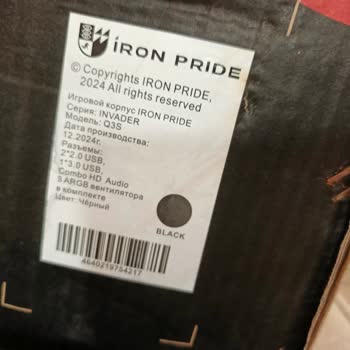 iRON PRIDE
© Copyrights IRON PRIDE,
2024 All rights reserved
Игровой корпус IRON PRIDE
Серия: INVADER
Модель: Q3S
Дата производства:
12.2024г.
Разъемы:
2*2.0 USB,
1*3.0 USB,
Combo HD Audio
5 ARGB вентилятора
в комплекте
Цвет: Чёрный
BLACK
4640219754217